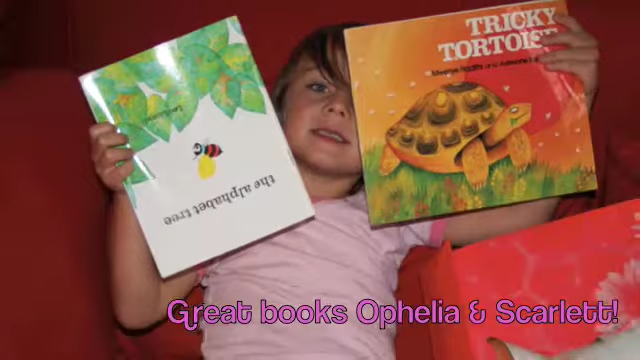 TRICKY
TORTOISE
the alphabet tree
Great books Ophelia & Scarlett!